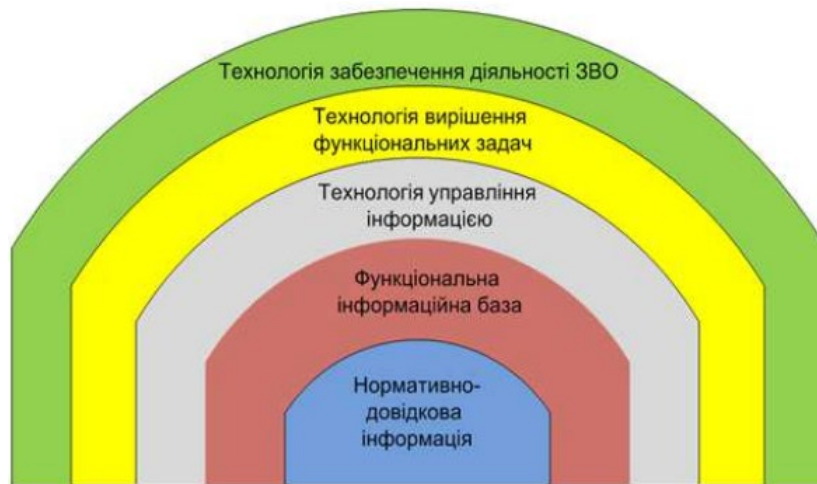 Технологія забезпечення діяльності ЗВО
Технологія вирішення
функціональних задач
Технологія управління
інформацією
Функціональна
інформаційна база
Нормативно-
довідкова
інформація